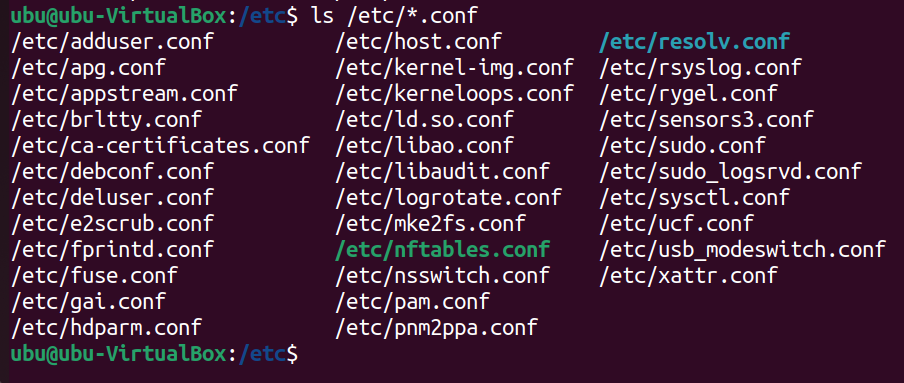 ubu@ubu-VirtualBox:/etc$ ls /etc/*.conf
/etc/adduser.conf /etc/host.conf /etc/resolv.conf
/etc/apg.conf /etc/kernel-img.conf /etc/rsyslog.conf
/etc/appstream.conf /etc/kerneloops.conf /etc/rygel.conf
/etc/brltty.conf /etc/ld.so.conf /etc/sensors3.conf
/etc/ca-certificates.conf /etc/libao.conf /etc/sudo.conf
/etc/debconf.conf /etc/libaudit.conf /etc/sudo_logsrvd.conf
/etc/deluser.conf /etc/logrotate.conf /etc/sysctl.conf
/etc/e2scrub.conf /etc/mke2fs.conf /etc/ucf.conf
/etc/fprintd.conf /etc/nftables.conf /etc/usb_modeswitch.conf
/etc/fuse.conf /etc/nsswitch.conf /etc/xattr.conf
/etc/gai.conf /etc/pam.conf
/etc/hdparm.conf /etc/pnm2ppa.conf
ubu@ubu-VirtualBox:/etc$